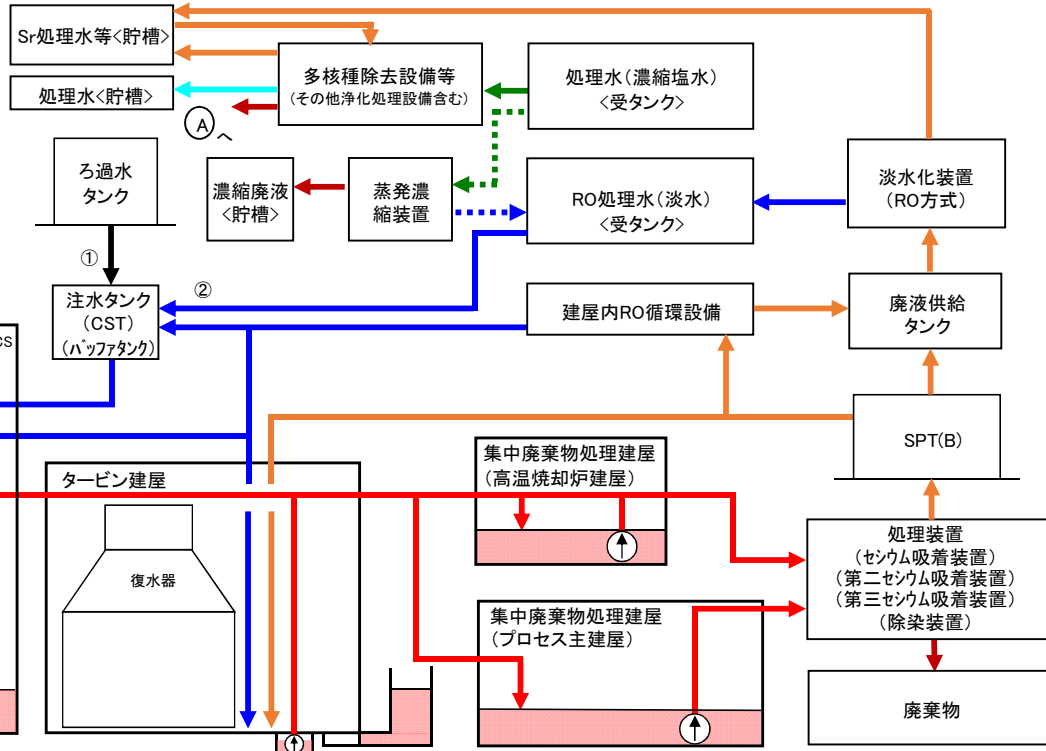 Sr処理水等<貯槽>
処理水<貯槽>
多核種除去設備等
(その他浄化処理設備含む)
処理水(濃縮塩水)
<受タンク>
A へ
ろ過水
タンク
濃縮廃液
<貯槽>
蒸発濃
縮装置
RO処理水(淡水)
<受タンク>
淡水化装置
(RO方式)
①
②
注水タンク
(CST)
(バッファタンク)
建屋内RO循環設備
廃液供給
タンク
CS
SPT(B)
タービン建屋
復水器
集中廃棄物処理建屋
(高温焼却炉建屋)
集中廃棄物処理建屋
(プロセス主建屋)
処理装置
(セシウム吸着装置)
(第二セシウム吸着装置)
(第三セシウム吸着装置)
(除染装置)
廃棄物